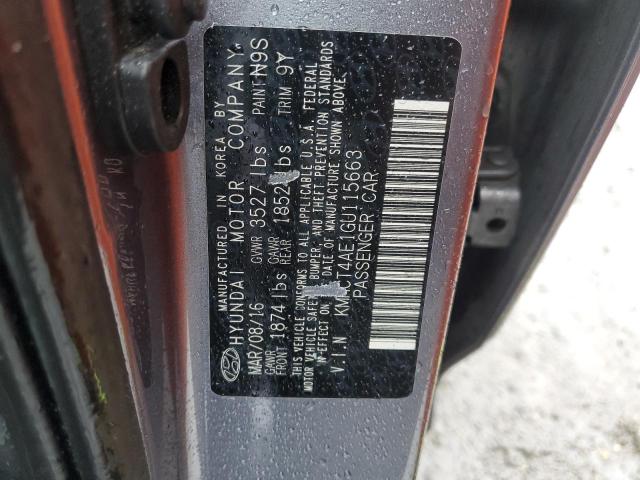 MANUFACTURED IN KOREA BY
HYUNDAI MOTOR COMPANY
MAR/08/16 GVWR 3527 lbs PAINT N9S
GAWR FRONT 1874 lbs GAWR REAR 1852 lbs TRIM 9Y
THIS VEHICLE CONFORMS TO ALL APPLICABLE U.S.A. FEDERAL
MOTOR VEHICLE SAFETY BUMPER, AND THEFT PREVENTION STANDARDS
IN-EFFECT ON DATE OF MANUFACTURE SHOWN ABOVE.
VIN CT4AE1GU115663
PASSENGER CAR